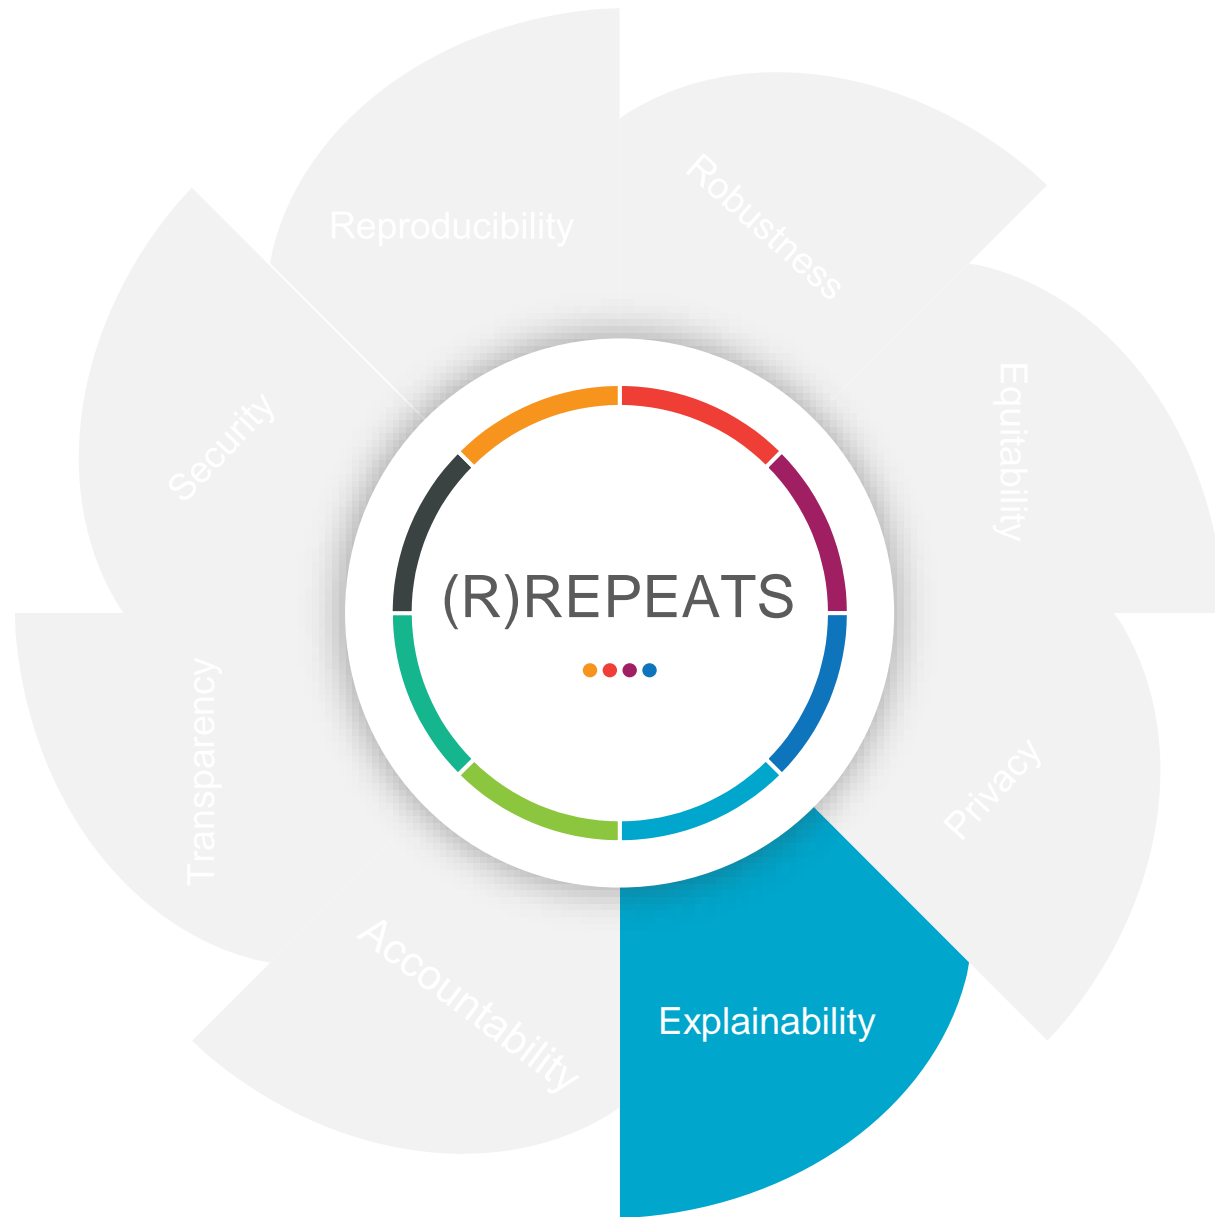 Reproducibility
Robustness
Equitability
Privacy
Explainability
Accountability
Transparency
Security
(R)REPEATS